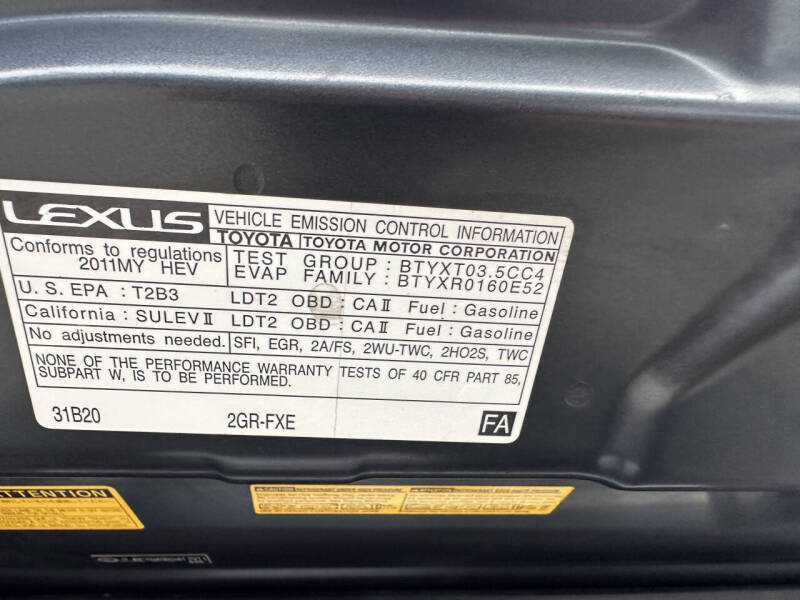 LEXUS VEHICLE EMISSION CONTROL INFORMATION
TOYOTA TOYOTA MOTOR CORPORATION
Conforms to regulations
2011MY HEV
TEST GROUP : BTYXT03.5CC4
EVAP FAMILY : BTYXR0160E52
U.S. EPA : T2B3 LDT2 OBD : CAⅡ Fuel : Gasoline
California : SULEVⅡ LDT2 OBD : CAⅡ Fuel : Gasoline
No adjustments needed. SFI, EGR, 2A/FS, 2WU-TWC, 2HO2S, TWC
NONE OF THE PERFORMANCE WARRANTY TESTS OF 40 CFR PART 85,
SUBPART W, IS TO BE PERFORMED.
31B20 2GR-FXE FA
ATTENTION